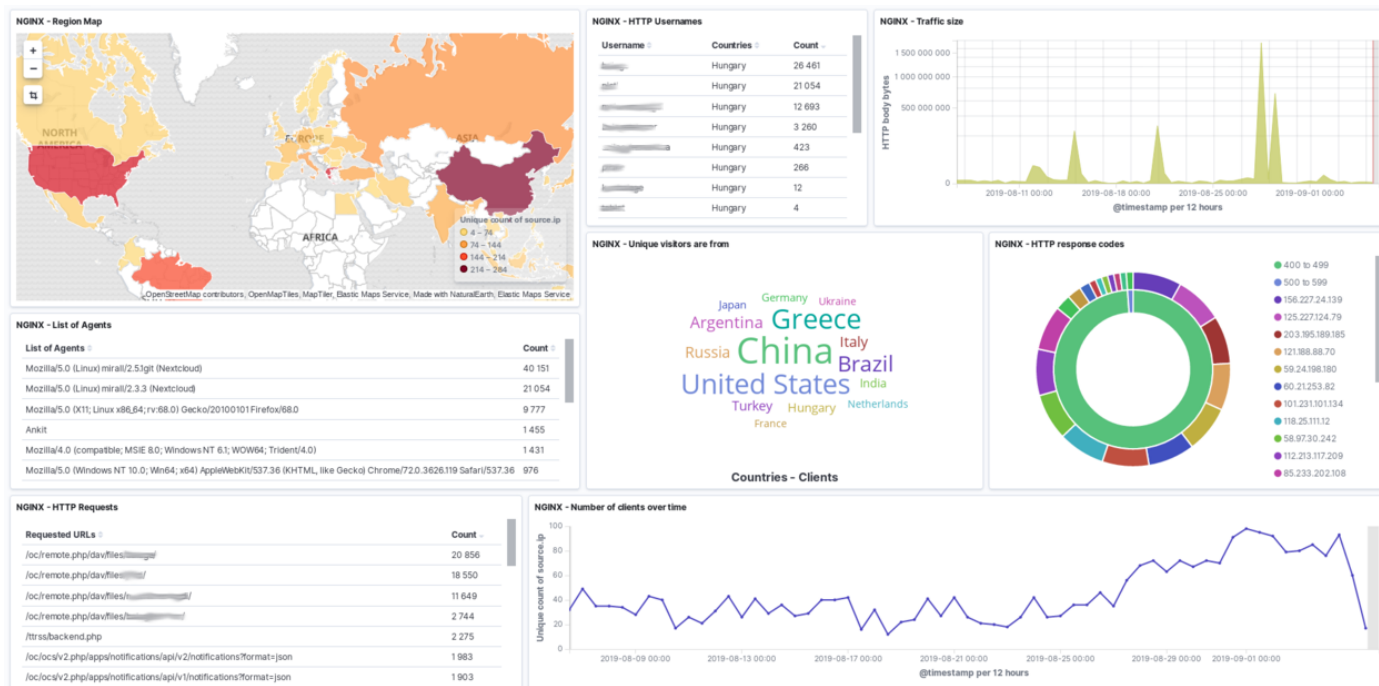 NGINX - Region Map
+
−
NORTH
AMERICA
EUROPE
ASIA
AFRICA
Unique count of source.ip
4 – 74
74 – 144
144 – 214
214 – 284
OpenStreetMap contributors, OpenMapTiles, MapTiler, Elastic Maps Service, Made with NaturalEarth, Elastic Maps Service
NGINX - HTTP Usernames
Username Countries Count
Hungary 26 461
Hungary 21 054
Hungary 12 693
Hungary 3 260
Hungary 423
Hungary 266
Hungary 12
Hungary 4
NGINX - Traffic size
HTTP body bytes
1 500 000 000
1 000 000 000
500 000 000
0
2019-08-11 00:00 2019-08-18 00:00 2019-08-25 00:00 2019-09-01 00:00
@timestamp per 12 hours
NGINX - List of Agents
List of Agents Count
Mozilla/5.0 (Linux) mirall/2.5.1git (Nextcloud) 40 151
Mozilla/5.0 (Linux) mirall/2.3.3 (Nextcloud) 21 054
Mozilla/5.0 (X11; Linux x86_64; rv:68.0) Gecko/20100101 Firefox/68.0 9 777
Ankit 1 455
Mozilla/4.0 (compatible; MSIE 8.0; Windows NT 6.1; WOW64; Trident/4.0) 1 431
Mozilla/5.0 (Windows NT 10.0; Win64; x64) AppleWebKit/537.36 (KHTML, like Gecko) Chrome/72.0.3626.119 Safari/537.36 976
NGINX - Unique visitors are from
Japan Germany Ukraine
Argentina Greece
Russia China Italy
Brazil
United States India
Turkey Hungary Netherlands
France
Countries - Clients
NGINX - HTTP response codes
400 to 499
500 to 599
156.227.24.139
125.227.124.79
203.195.189.185
121.188.88.70
59.24.198.180
60.21.253.82
101.231.101.134
118.25.111.12
58.97.30.242
112.213.117.209
85.233.202.108
NGINX - HTTP Requests
Requested URLs Count
/oc/remote.php/dav/files/ / 20 856
/oc/remote.php/dav/files/ / 18 550
/oc/remote.php/dav/files/ / 11 649
/oc/remote.php/dav/files/ / 2 744
/ttrss/backend.php 2 275
/oc/ocs/v2.php/apps/notifications/api/v2/notifications?format=json 1 983
/oc/ocs/v2.php/apps/notifications/api/v1/notifications?format=json 1 903
NGINX - Number of clients over time
Unique count of source.ip
100
80
60
40
20
0
2019-08-09 00:00 2019-08-13 00:00 2019-08-17 00:00 2019-08-21 00:00 2019-08-25 00:00 2019-08-29 00:00 2019-09-01 00:00
@timestamp per 12 hours